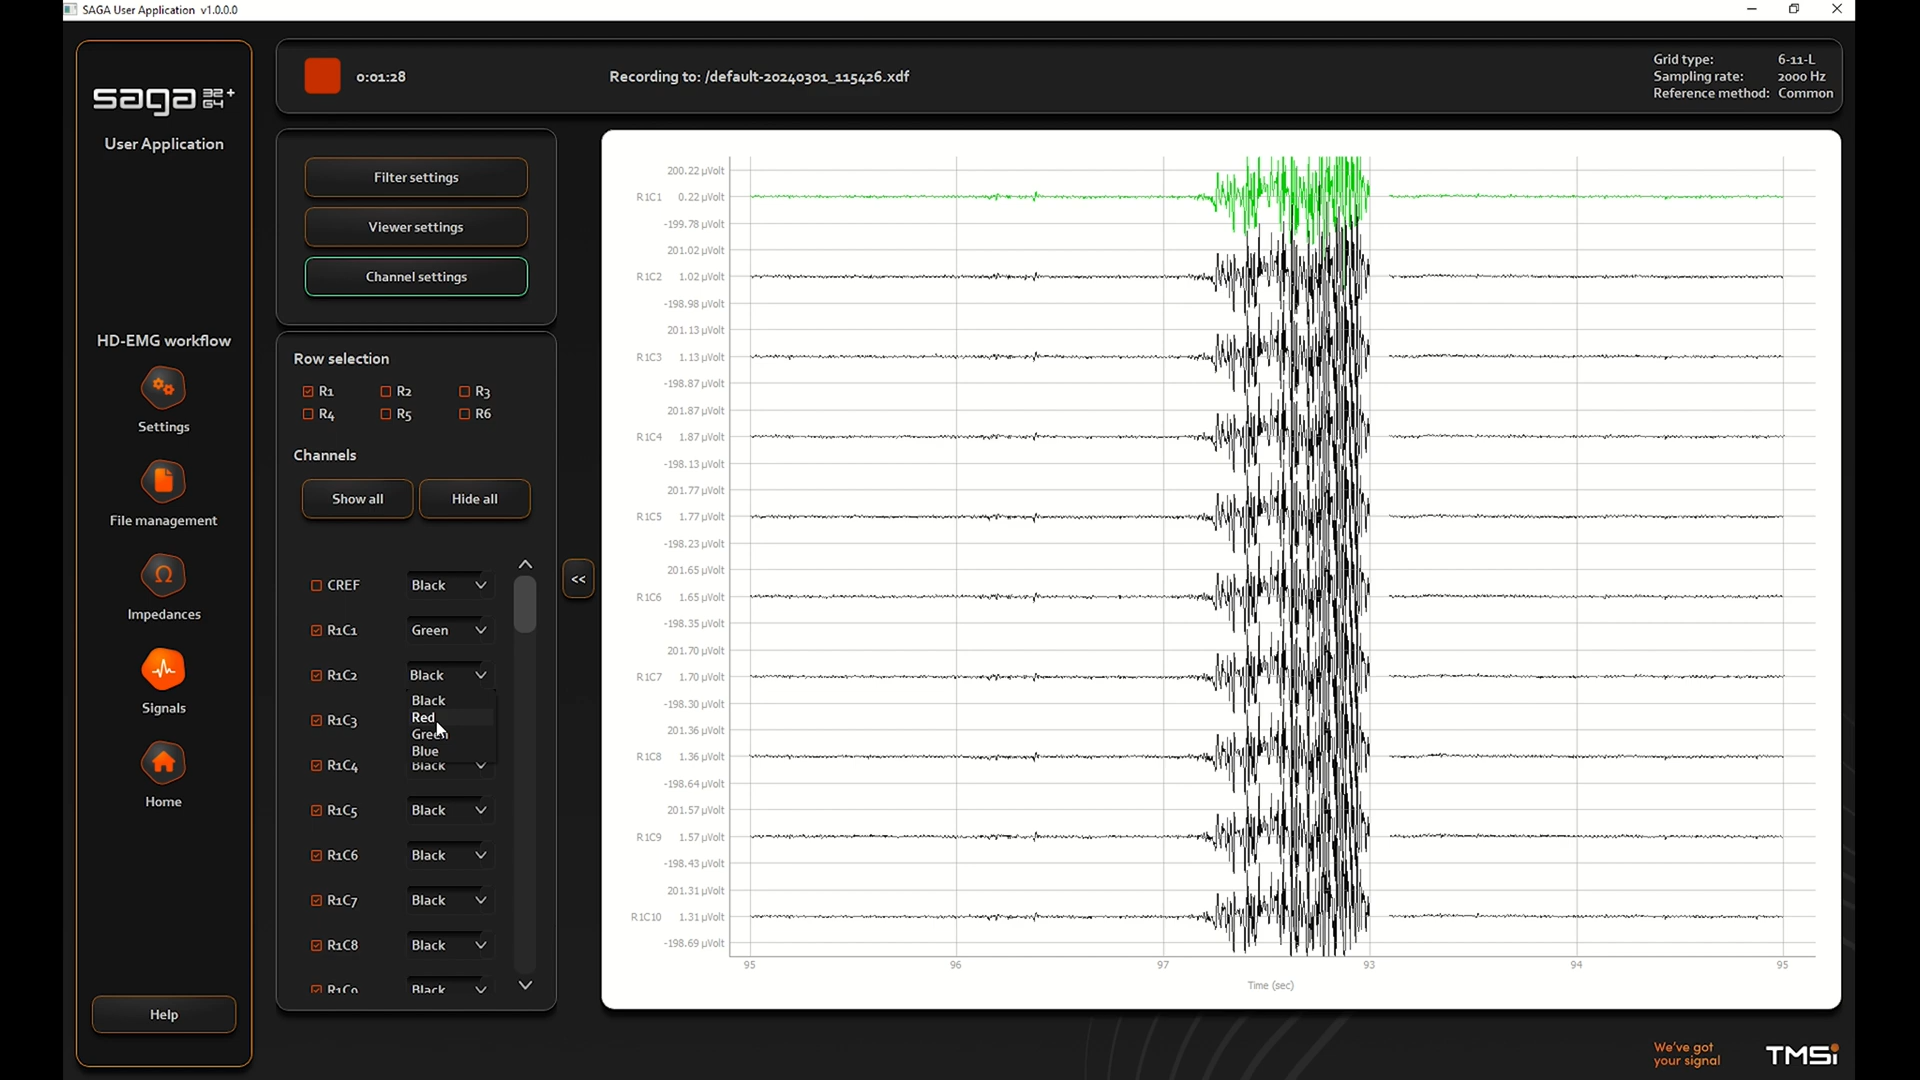 SAGA User Application v1.0.0.0
saga 32+ 64+
User Application
HD-EMG workflow
Settings
File management
Impedances
Signals
Home
Help
0:01:28
Recording to: /default-20240301_115426.xdf
Grid type: 6-11-L
Sampling rate: 2000 Hz
Reference method: Common
Filter settings
Viewer settings
Channel settings
Row selection
R1 R2 R3
R4 R5 R6
Channels
Show all Hide all
CREF Black
R1C1 Green
R1C2 Black
Black
Red
Green
Blue
R1C3
R1C4 Black
R1C5 Black
R1C6 Black
R1C7 Black
R1C8 Black
R1C9 Black
<<
200.22 µVolt
R1C1 0.22 µVolt
-199.78 µVolt
201.02 µVolt
R1C2 1.02 µVolt
-198.98 µVolt
201.13 µVolt
R1C3 1.13 µVolt
-198.87 µVolt
201.87 µVolt
R1C4 1.87 µVolt
-198.13 µVolt
201.77 µVolt
R1C5 1.77 µVolt
-198.23 µVolt
201.65 µVolt
R1C6 1.65 µVolt
-198.35 µVolt
201.70 µVolt
R1C7 1.70 µVolt
-198.30 µVolt
201.36 µVolt
R1C8 1.36 µVolt
-198.64 µVolt
201.57 µVolt
R1C9 1.57 µVolt
-198.43 µVolt
201.31 µVolt
R1C10 1.31 µVolt
-198.69 µVolt
95 96 97 93 94 95
Time (sec)
We've got
your signal
TMSi